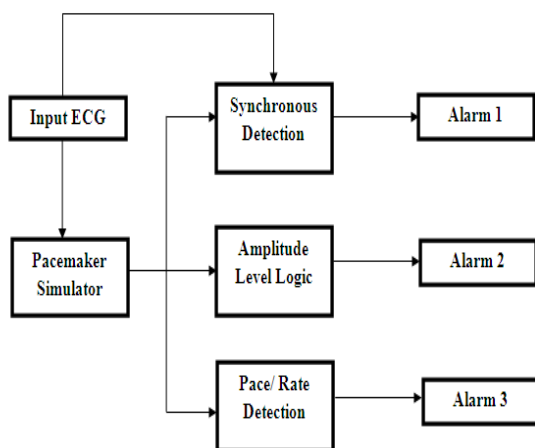 Input ECG
Synchronous
Detection
Alarm 1
Pacemaker
Simulator
Amplitude
Level Logic
Alarm 2
Pace/ Rate
Detection
Alarm 3